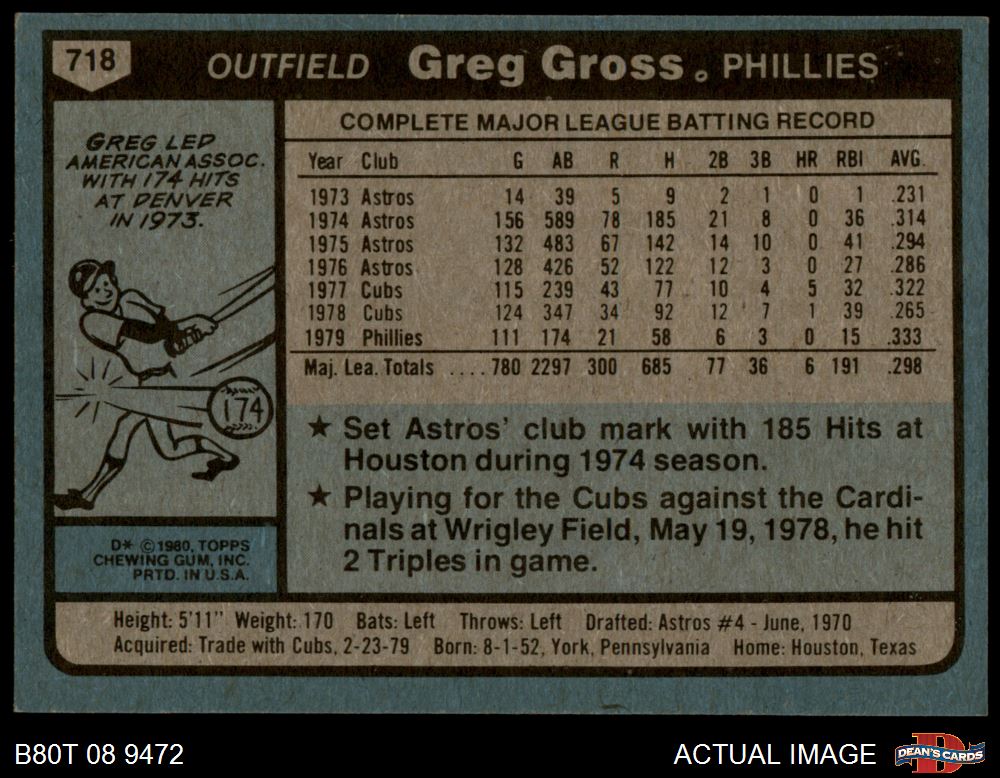 718
OUTFIELD Greg Gross. PHILLIES
GREG LED
AMERICAN ASSOC.
WITH 174 HITS
AT DENVER
IN 1973.
174
COMPLETE MAJOR LEAGUE BATTING RECORD
Year Club G AB R H 2B 3B HR RBI AVG.
1973 Astros 14 39 5 9 2 1 0 1 .231
1974 Astros 156 589 78 185 21 8 0 36 .314
1975 Astros 132 483 67 142 14 10 0 41 .294
1976 Astros 128 426 52 122 12 3 0 27 .286
1977 Cubs 115 239 43 77 10 4 5 32 .322
1978 Cubs 124 347 34 92 12 7 1 39 .265
1979 Phillies 111 174 21 58 6 3 0 15 .333
Maj. Lea. Totals .... 780 2297 300 685 77 36 6 191 .298
★ Set Astros' club mark with 185 Hits at
Houston during 1974 season.
★ Playing for the Cubs against the Cardi-
nals at Wrigley Field, May 19, 1978, he hit
2 Triples in game.
D* ©1980, TOPPS
CHEWING GUM, INC.
PRTD. IN U.S.A.
Height: 5'11" Weight: 170 Bats: Left Throws: Left Drafted: Astros #4 - June, 1970
Acquired: Trade with Cubs, 2-23-79 Born: 8-1-52, York, Pennsylvania Home: Houston, Texas
B80T 08 9472
ACTUAL IMAGE
DEAN'S CARDS